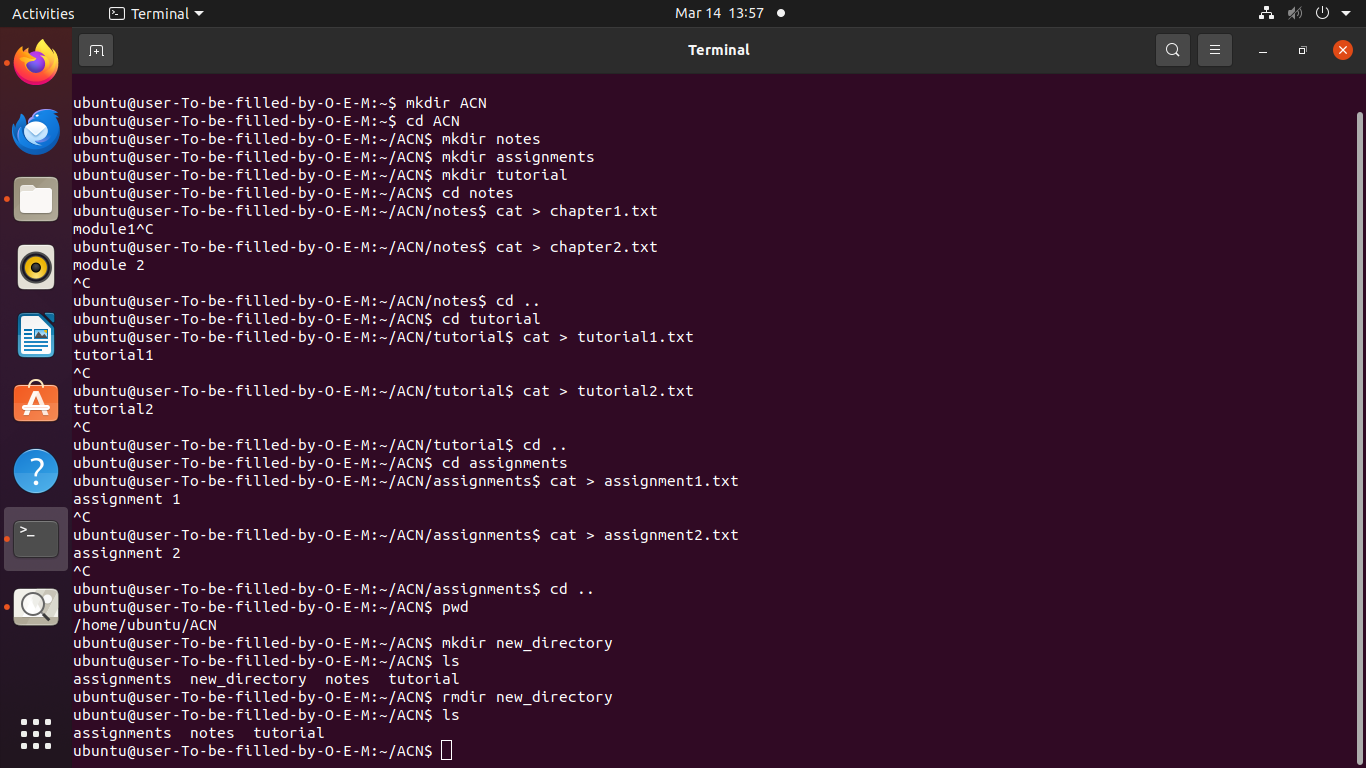 Activities Terminal Mar 14 13:57
Terminal
ubuntu@user-To-be-filled-by-O-E-M:~$ mkdir ACN
ubuntu@user-To-be-filled-by-O-E-M:~$ cd ACN
ubuntu@user-To-be-filled-by-O-E-M:~/ACN$ mkdir notes
ubuntu@user-To-be-filled-by-O-E-M:~/ACN$ mkdir assignments
ubuntu@user-To-be-filled-by-O-E-M:~/ACN$ mkdir tutorial
ubuntu@user-To-be-filled-by-O-E-M:~/ACN$ cd notes
ubuntu@user-To-be-filled-by-O-E-M:~/ACN/notes$ cat > chapter1.txt
module1^C
ubuntu@user-To-be-filled-by-O-E-M:~/ACN/notes$ cat > chapter2.txt
module 2
^C
ubuntu@user-To-be-filled-by-O-E-M:~/ACN/notes$ cd ..
ubuntu@user-To-be-filled-by-O-E-M:~/ACN$ cd tutorial
ubuntu@user-To-be-filled-by-O-E-M:~/ACN/tutorial$ cat > tutorial1.txt
tutorial1
^C
ubuntu@user-To-be-filled-by-O-E-M:~/ACN/tutorial$ cat > tutorial2.txt
tutorial2
^C
ubuntu@user-To-be-filled-by-O-E-M:~/ACN/tutorial$ cd ..
ubuntu@user-To-be-filled-by-O-E-M:~/ACN$ cd assignments
ubuntu@user-To-be-filled-by-O-E-M:~/ACN/assignments$ cat > assignment1.txt
assignment 1
^C
ubuntu@user-To-be-filled-by-O-E-M:~/ACN/assignments$ cat > assignment2.txt
assignment 2
^C
ubuntu@user-To-be-filled-by-O-E-M:~/ACN/assignments$ cd ..
ubuntu@user-To-be-filled-by-O-E-M:~/ACN$ pwd
/home/ubuntu/ACN
ubuntu@user-To-be-filled-by-O-E-M:~/ACN$ mkdir new_directory
ubuntu@user-To-be-filled-by-O-E-M:~/ACN$ ls
assignments  new_directory  notes  tutorial
ubuntu@user-To-be-filled-by-O-E-M:~/ACN$ rmdir new_directory
ubuntu@user-To-be-filled-by-O-E-M:~/ACN$ ls
assignments  notes  tutorial
ubuntu@user-To-be-filled-by-O-E-M:~/ACN$